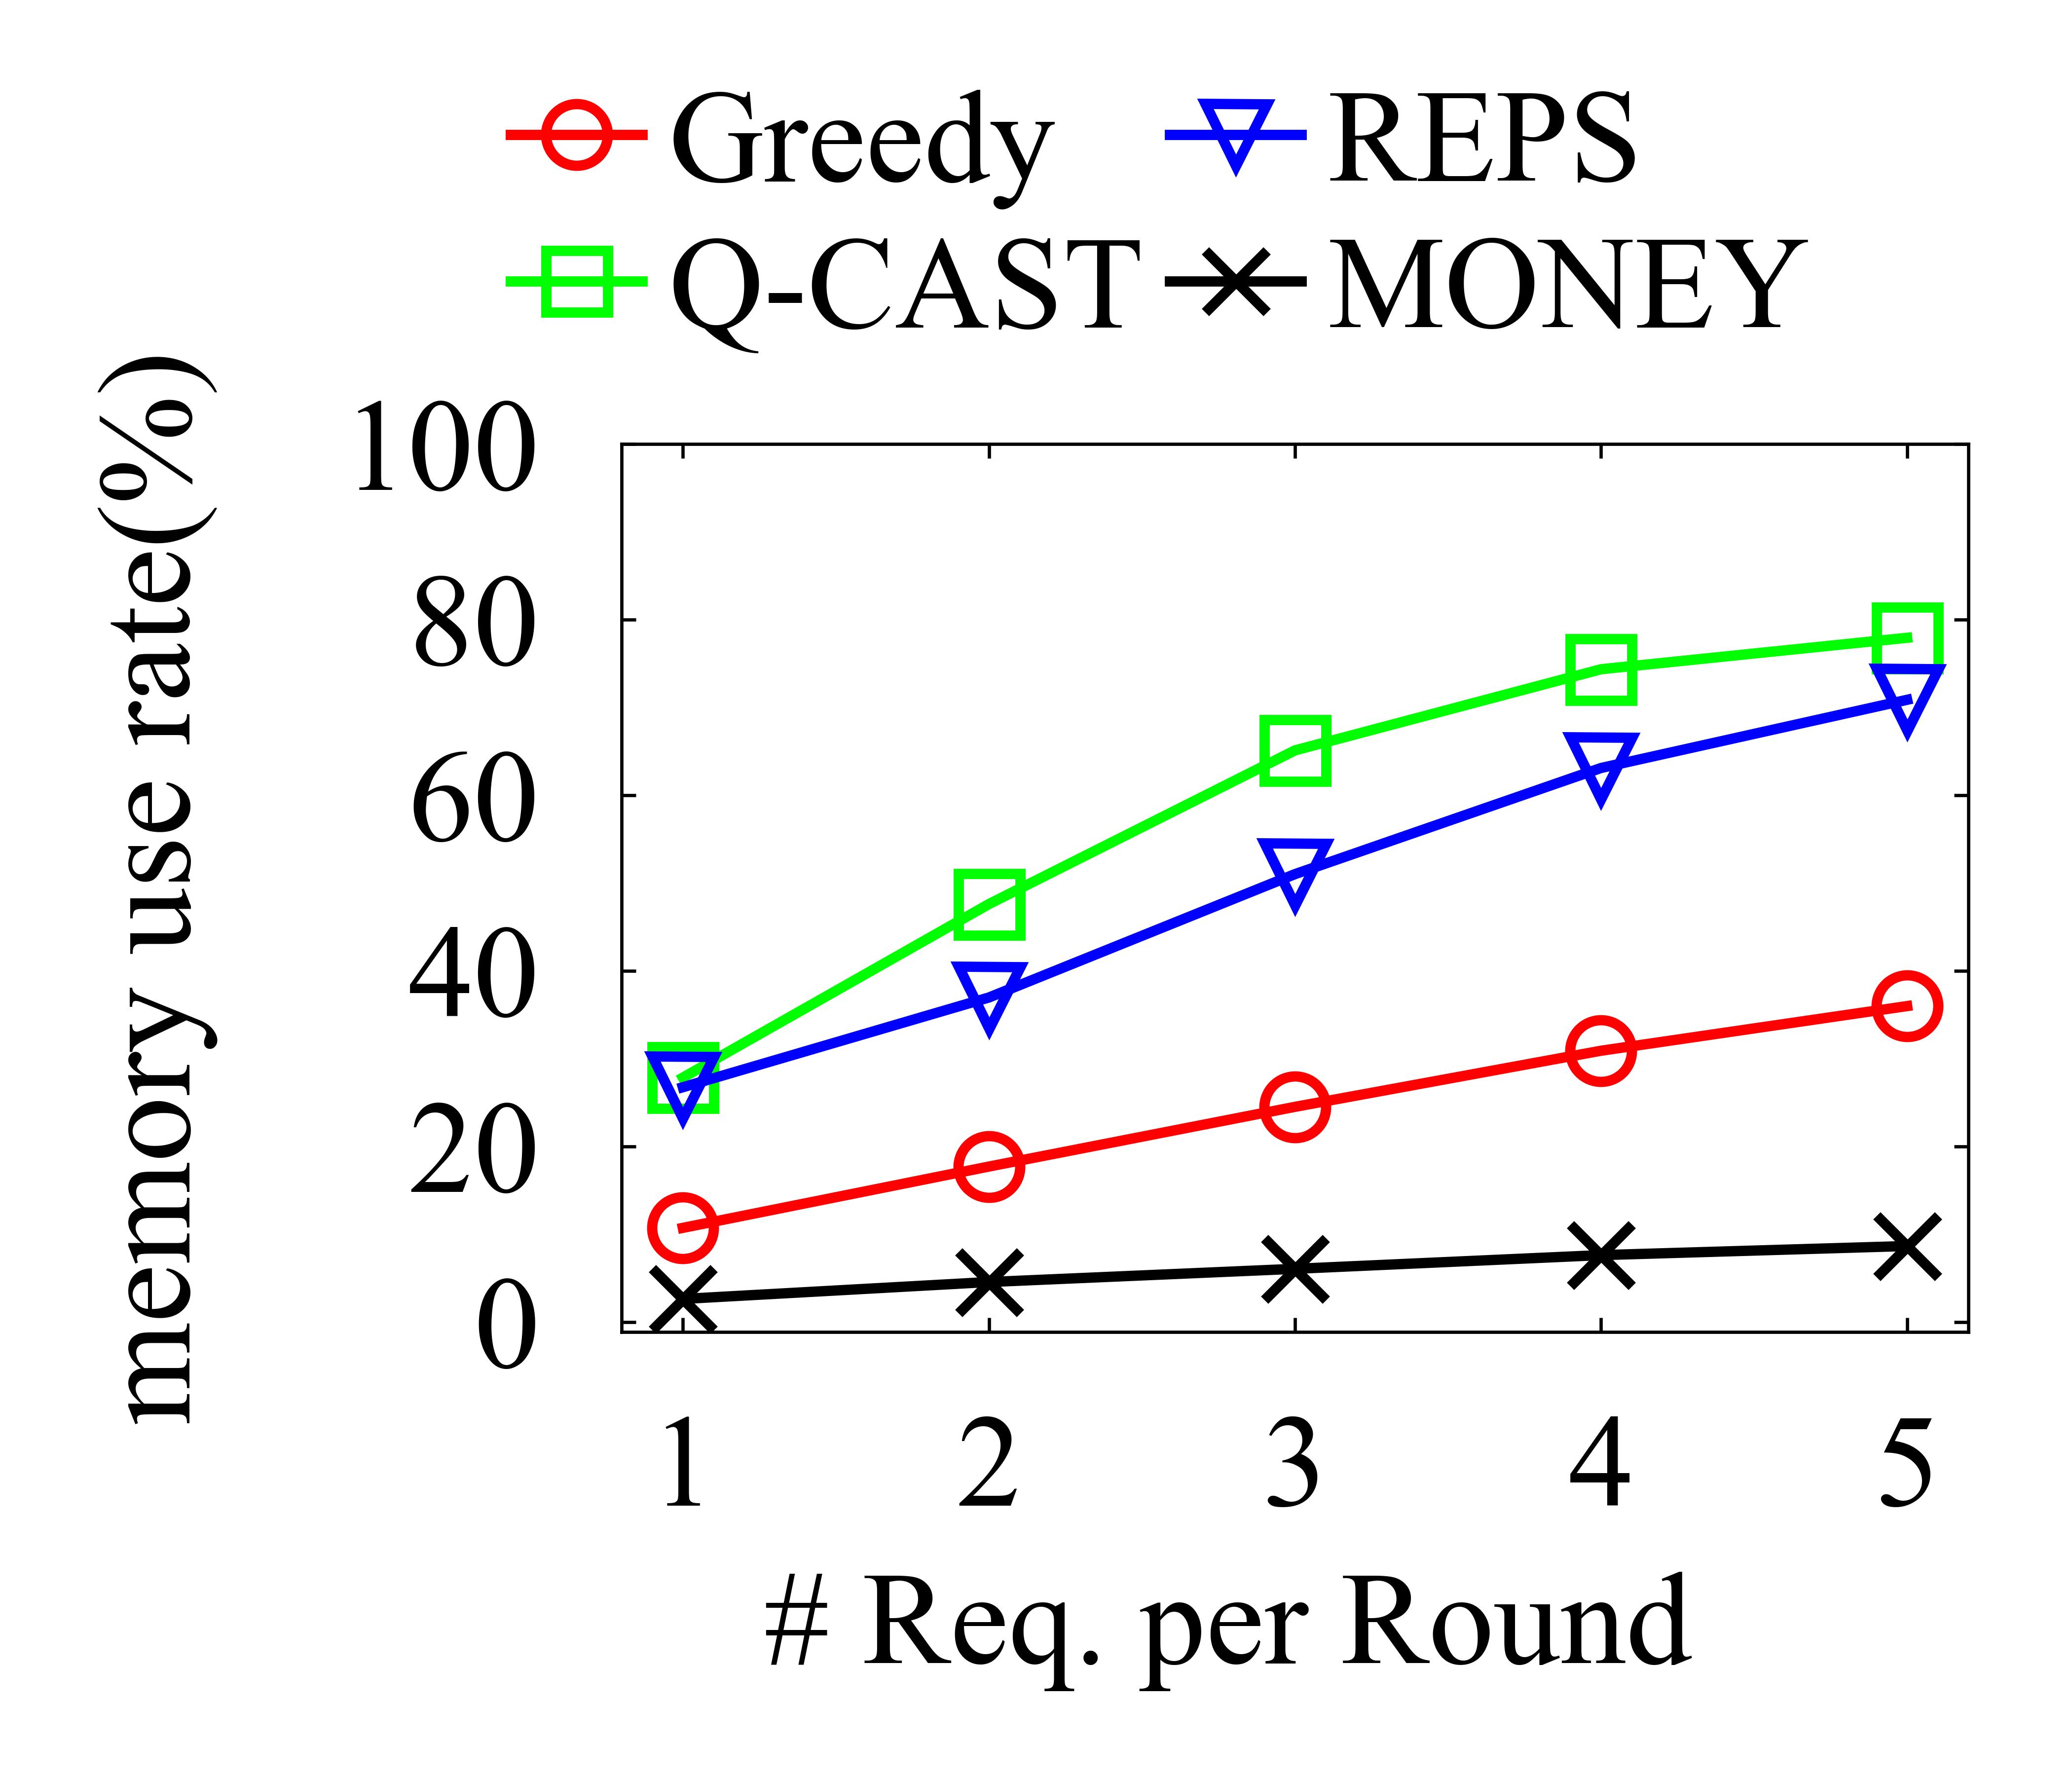 Greedy REPS
Q-CAST MONEY
memory use rate(%)
100
80
60
40
20
0
1 2 3 4 5
# Req. per Round